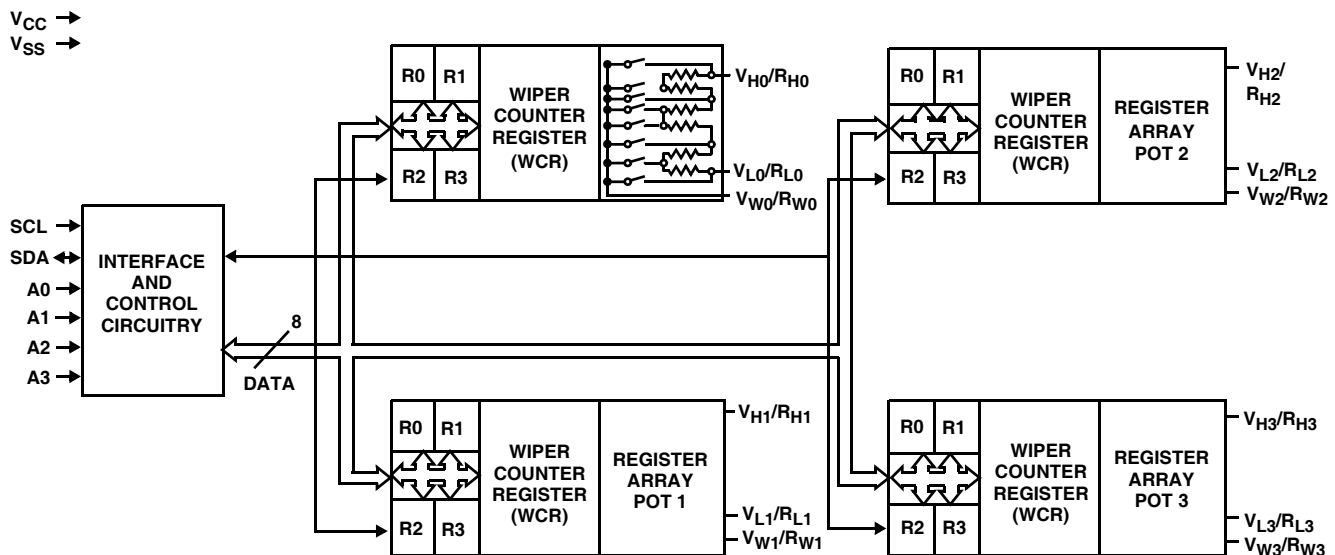 VCC
VSS
R0 R1
R2 R3
WIPER
COUNTER
REGISTER
(WCR)
VH0/RH0
VL0/RL0
VW0/RW0
R0 R1
R2 R3
WIPER
COUNTER
REGISTER
(WCR)
REGISTER
ARRAY
POT 2
VH2/
RH2
VL2/RL2
VW2/RW2
SCL
SDA
A0
A1
A2
A3
INTERFACE
AND
CONTROL
CIRCUITRY
8
DATA
R0 R1
R2 R3
WIPER
COUNTER
REGISTER
(WCR)
REGISTER
ARRAY
POT 1
VH1/RH1
VL1/RL1
VW1/RW1
R0 R1
R2 R3
WIPER
COUNTER
REGISTER
(WCR)
REGISTER
ARRAY
POT 3
VH3/RH3
VL3/RL3
VW3/RW3